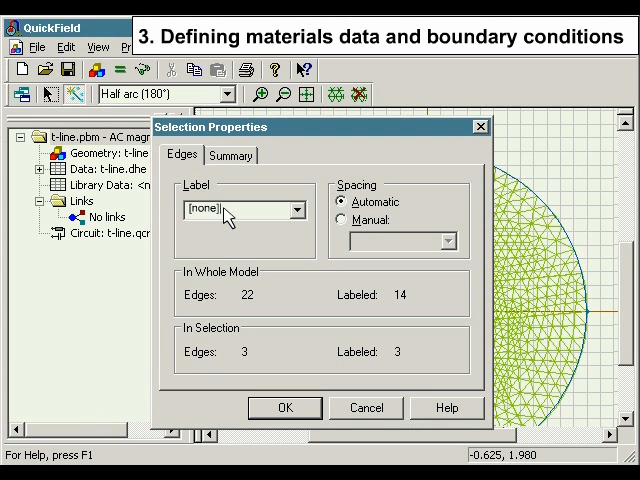 QuickField
3. Defining materials data and boundary conditions
File Edit View
Half arc (180°)
t-line.pbm - AC magn
Geometry: t-line
Data: t-line.dhe
Library Data: <n
Links
No links
Circuit: t-line.qcr
Selection Properties
Edges Summary
Label
[none]
Spacing
Automatic
Manual:
In Whole Model
Edges: 22 Labeled: 14
In Selection
Edges: 3 Labeled: 3
OK Cancel Help
For Help, press F1
-0.625, 1.980